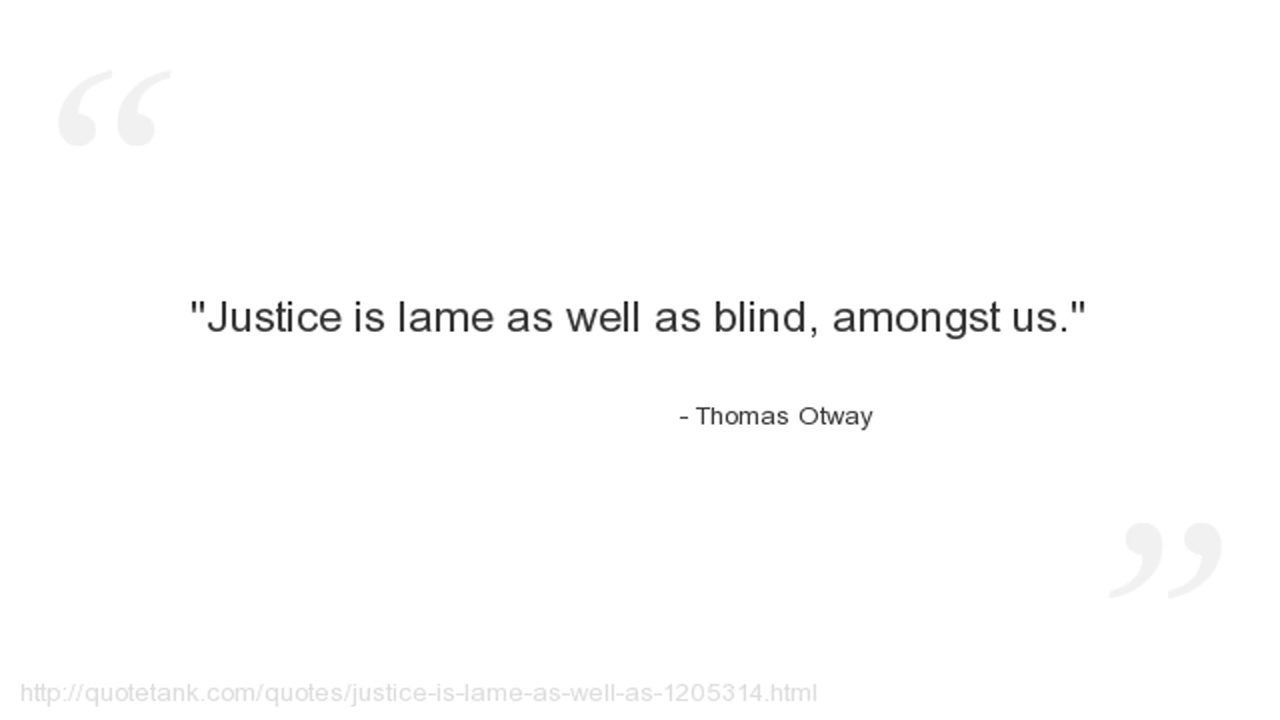 "Justice is lame as well as blind, amongst us."
- Thomas Otway
http://quotetank.com/quotes/justice-is-lame-as-well-as-1205314.html